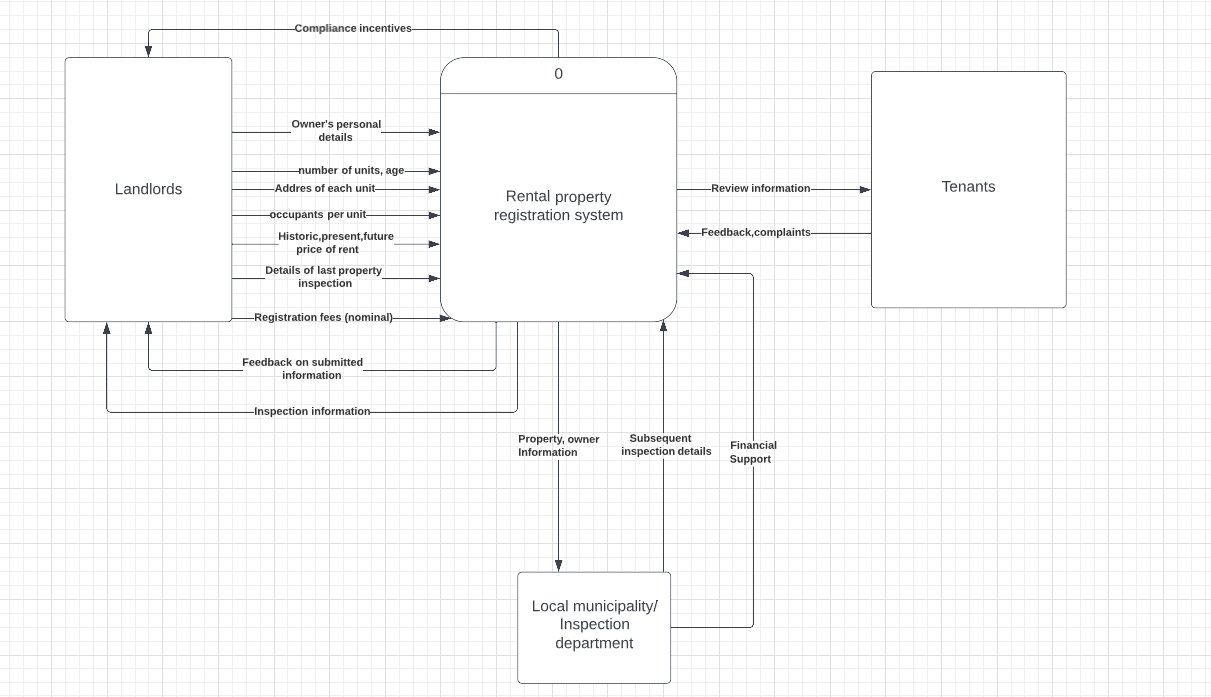 Compliance incentives
0
Owner's personal
details
number of units, age
Addres of each unit
occupants per unit
Historic,present,future
price of rent
Details of last property
inspection
Registration fees (nominal)
Landlords
Rental property
registration system
Review information
Feedback,complaints
Tenants
Feedback on submitted
information
Inspection information
Property, owner
Information
Subsequent
inspection details
Financial
Support
Local municipality/
Inspection
department